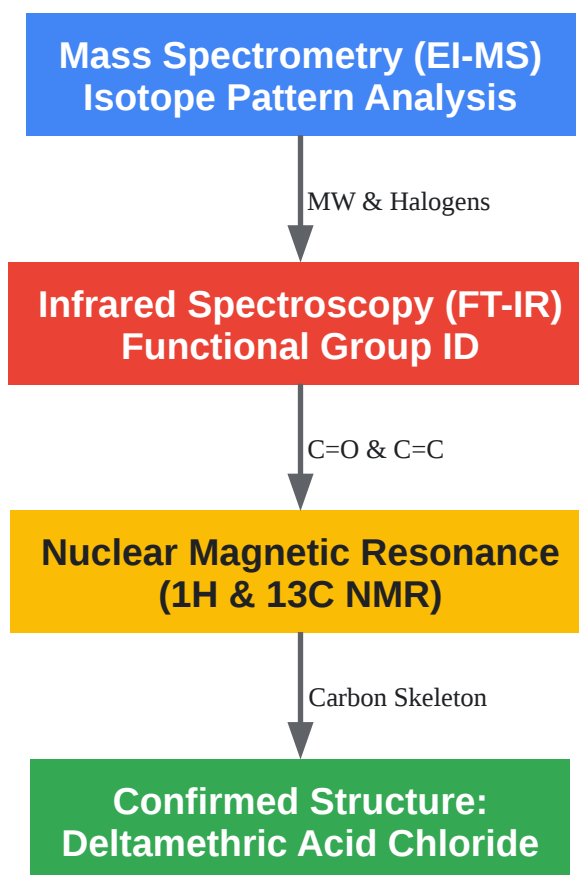 Mass Spectrometry (EI-MS)
Isotope Pattern Analysis
MW & Halogens
Infrared Spectroscopy (FT-IR)
Functional Group ID
C=O & C=C
Nuclear Magnetic Resonance
(1H & 13C NMR)
Carbon Skeleton
Confirmed Structure:
Deltamethric Acid Chloride